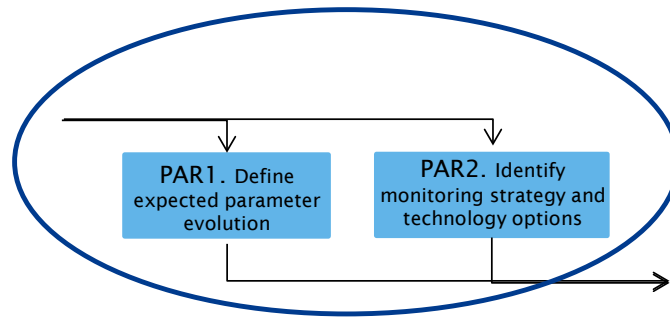 PAR1. Define
expected parameter
evolution
PAR2. Identify
monitoring strategy and
technology options